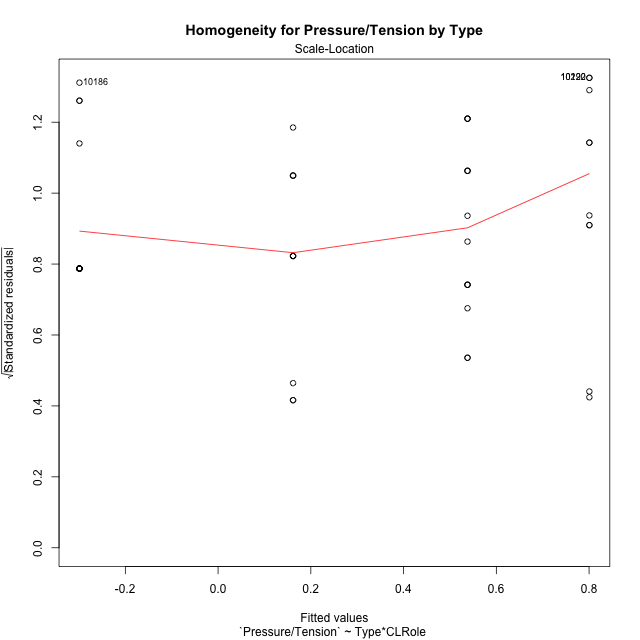 Homogeneity for Pressure/Tension by Type
Scale-Location
10186
1.2
1.0
0.8
0.6
0.4
0.2
0.0
√|Standardized residuals|
-0.2 0.0 0.2 0.4 0.6 0.8
Fitted values
`Pressure/Tension` ~ Type*CLRole